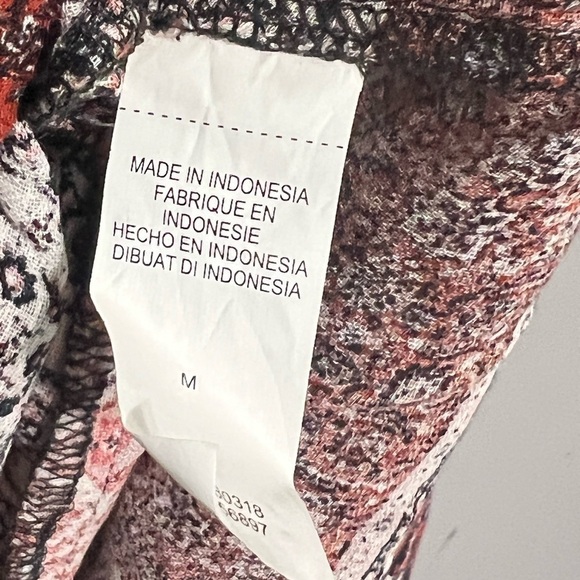 MADE IN INDONESIA
FABRIQUE EN
INDONESIE
HECHO EN INDONESIA
DIBUAT DI INDONESIA
M